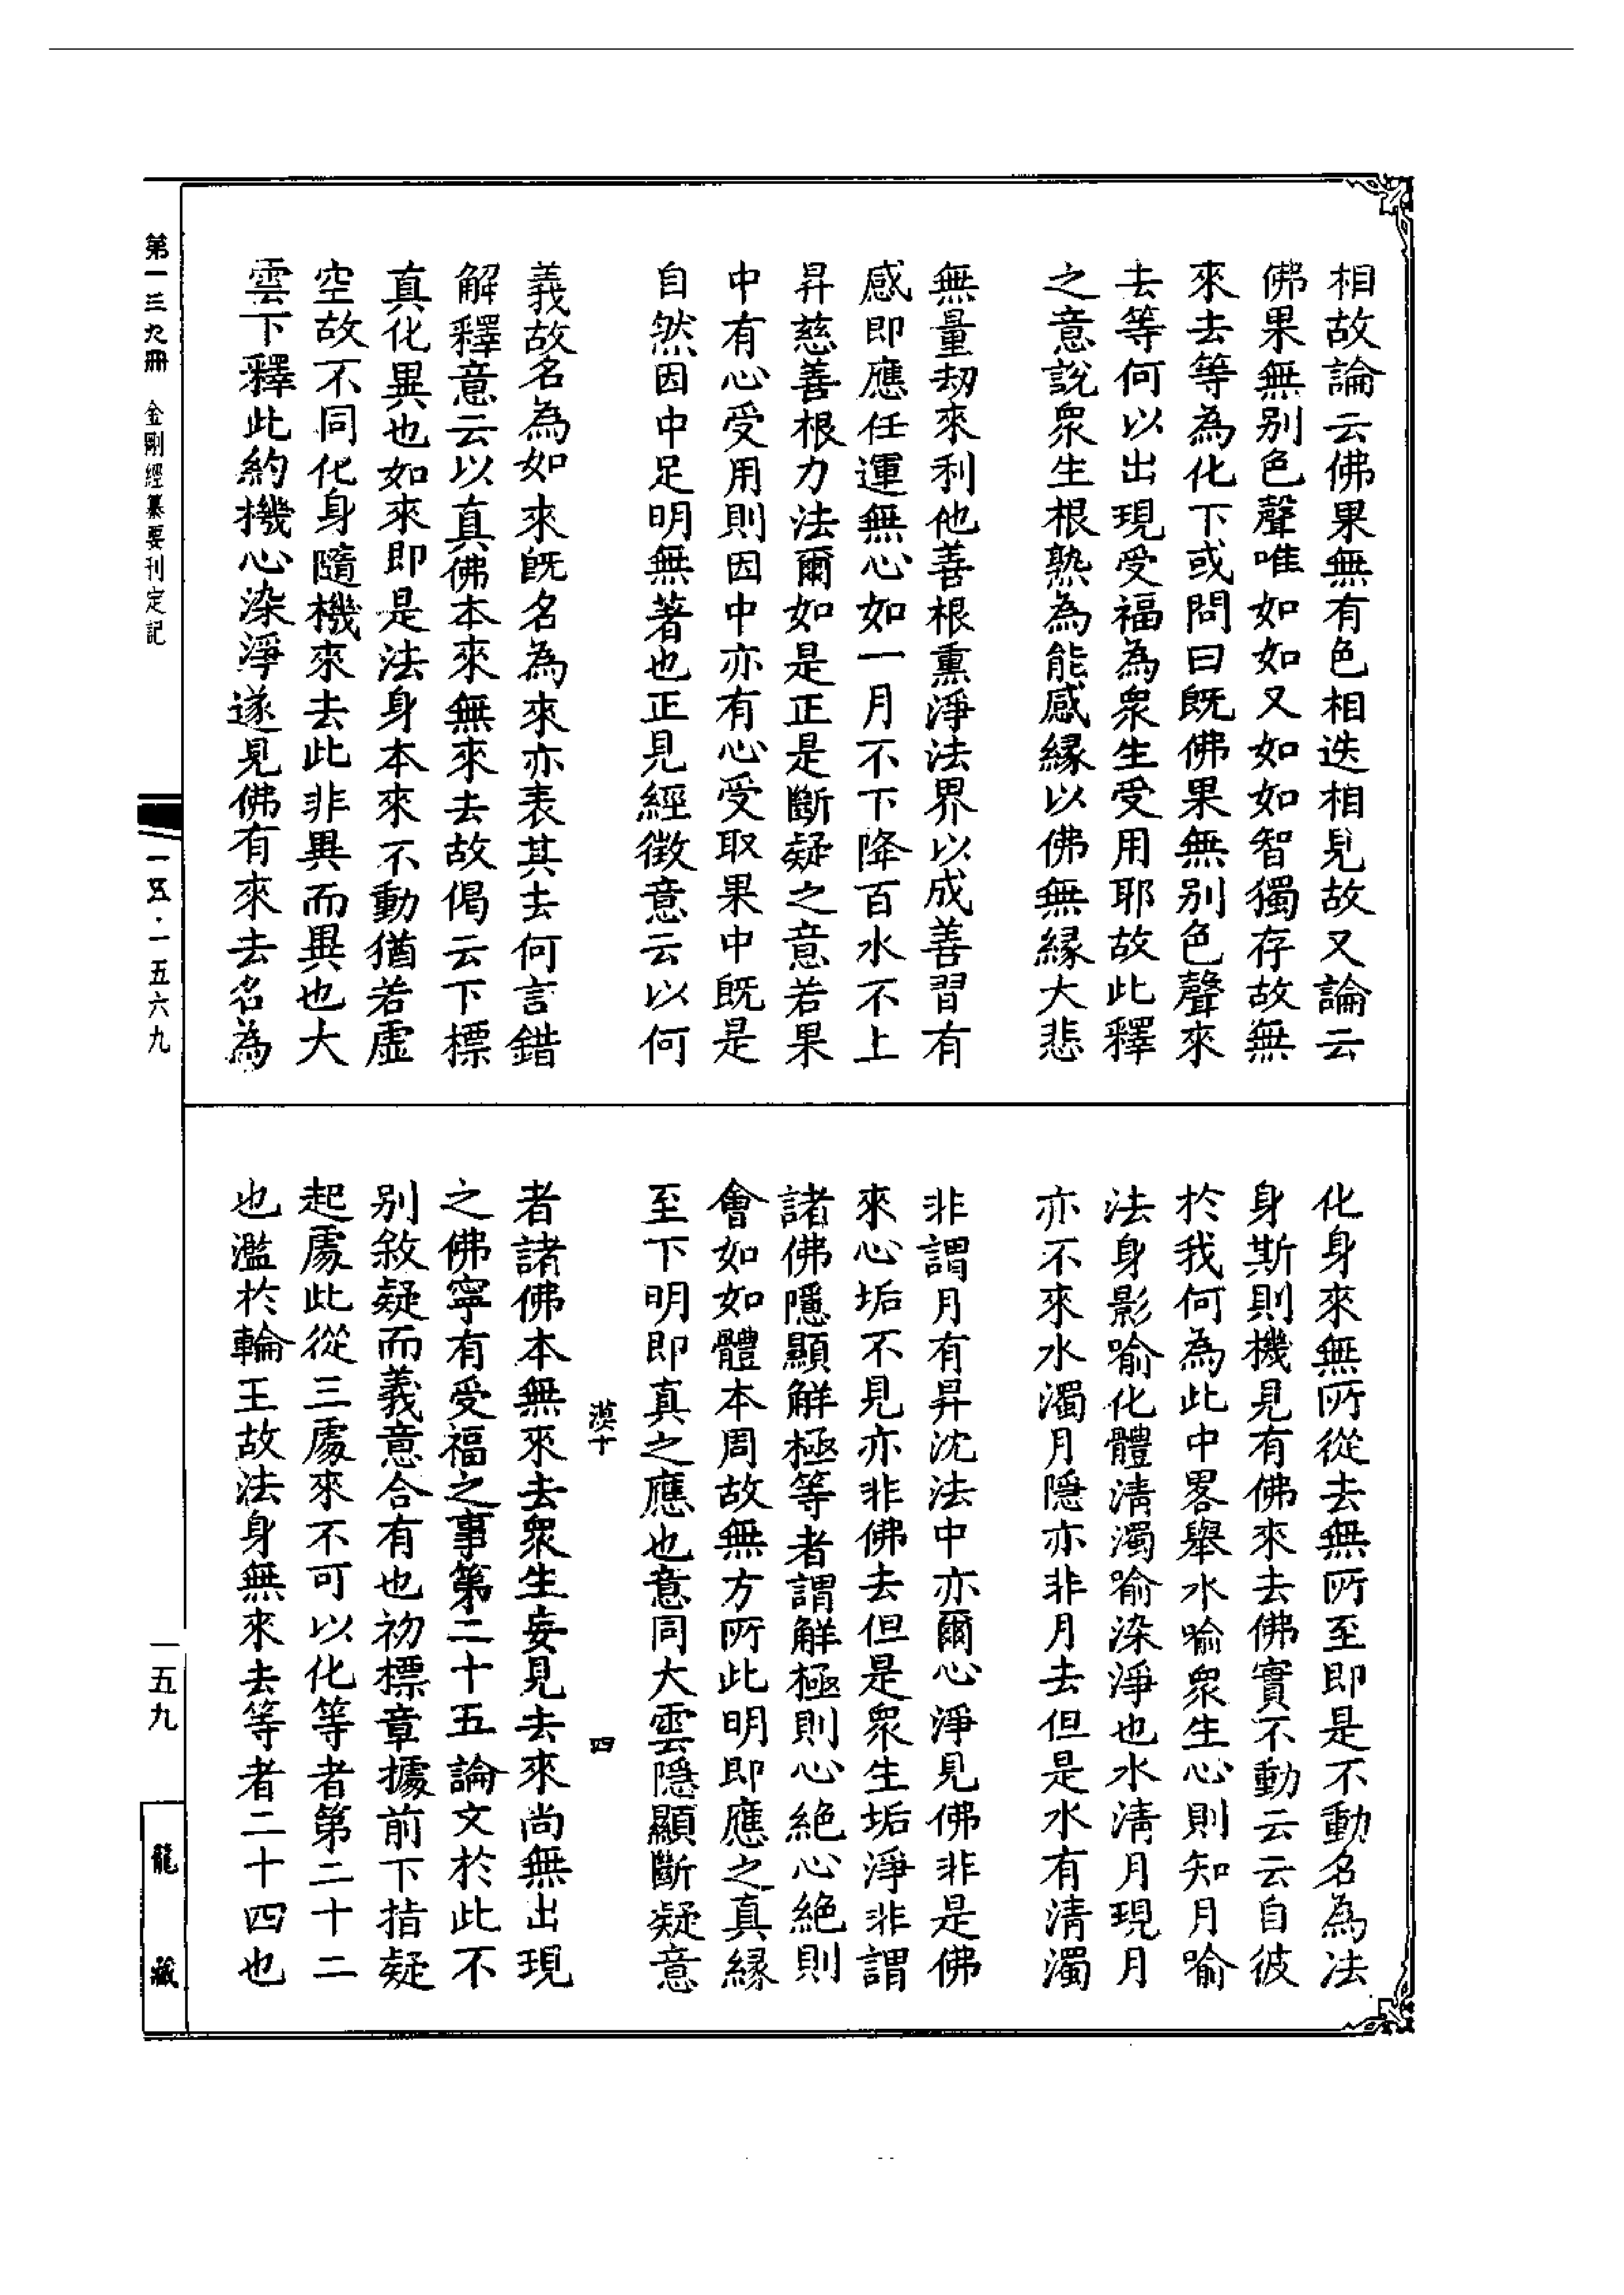 相故論云佛果無有色相迭相見故又論云
佛果無别色聲唯如如又如如智獨存故無
來去等為化下或問曰既佛果無别色聲來
去等何以出現受福為衆生受用耶故此釋
之意說衆生根熟為能感緣以佛無緣大悲
無量劫來利他善根熏淨法界以成善習有
感即應任運無心如一月不下降百水不上
昇慈善根力法爾如是正是斷疑之意若果
中有心受用則因中亦有心受取果中既是
自然因中足明無著也正見經徵意云以何
義故名為如來既名為來亦表其去何言錯
解釋意云以真佛本來無來去故偈云下標
真化異也如來即是法身本來不動猶若虛
空故不同化身隨機來去此非異而異也大
雲下釋此約機心染淨遂見佛有來去名為
化身來無所從去無所至即是不動名為法
身斯則機見有佛來去佛實不動云云自彼
於我何為此中畧舉水喻衆生心則知月喻
法身影喻化體清濁喻染淨也水清月現月
亦不來水濁月隱亦非月去但是水有清濁
非謂月有昇沈法中亦爾心淨見佛非是佛
來心垢不見亦非佛去但是衆生垢淨非謂
諸佛隱顯解極等者謂解極則心絶心絶則
會如如體本周故無方所此明即應之真緣
至下明即真之應也意同大雲隱顯斷疑意
漠十
四
者諸佛本無來去衆生妄見去來尚無出現
之佛寧有受福之事第二十五論文於此不
别敘疑而義意合有也初標章據前下指疑
起處此從三處來不可以化等者第二十二
也濫於輪王故法身無來去等者二十四也
第一三九冊
金剛經纂要刊定記
一五·一五六九
一五九
龍藏